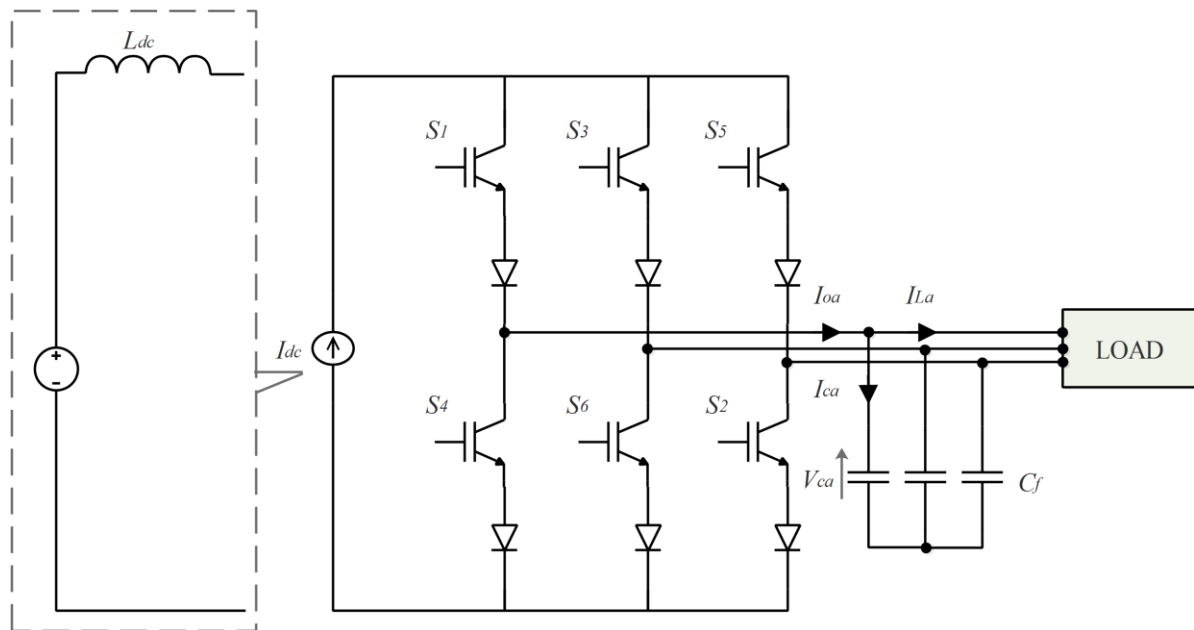 Ldc
S1
S3
S5
Ioa
ILa
Idc
LOAD
S4
S6
S2
Ica
Vca
Cf
+
-